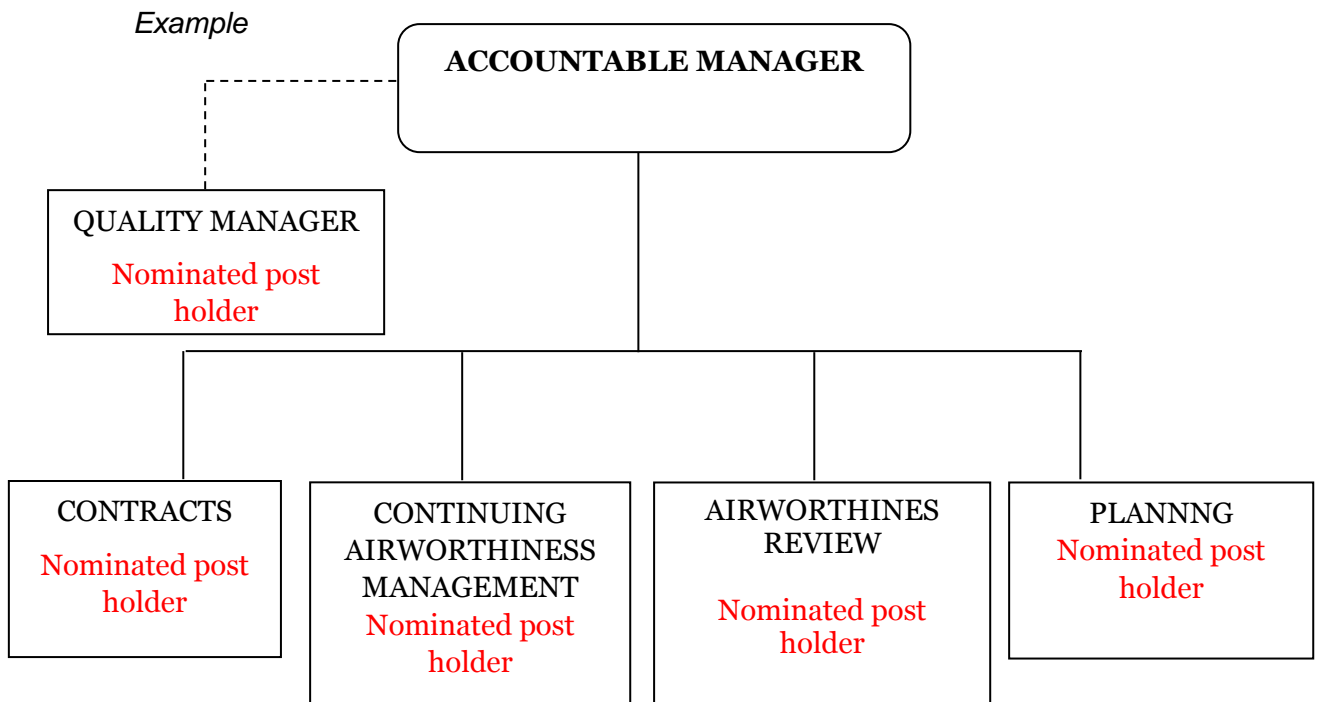 Example
ACCOUNTABLE MANAGER
QUALITY MANAGER
Nominated post
holder
CONTRACTS
Nominated post
holder
CONTINUING
AIRWORTHINESS
MANAGEMENT
Nominated post
holder
AIRWORTHINES
REVIEW
Nominated post
holder
PLANNNG
Nominated post
holder